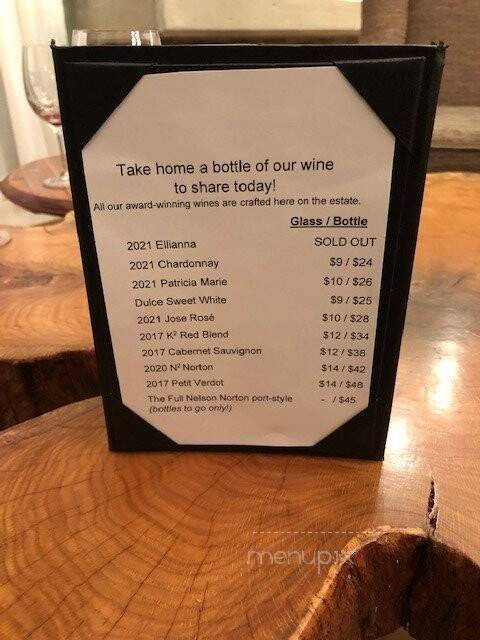 Take home a bottle of our wine
to share today!
All our award-winning wines are crafted here on the estate.
Glass / Bottle
2021 Ellianna SOLD OUT
2021 Chardonnay $9 / $24
2021 Patricia Marie $10 / $26
Dulce Sweet White $9 / $25
2021 Jose Rosé $10 / $28
2017 K² Red Blend $12 / $34
2017 Cabernet Sauvignon $12 / $38
2020 N² Norton $14 / $42
2017 Petit Verdot $14 / $48
The Full Nelson Norton port-style - / $45
(bottles to go only!)
menupix